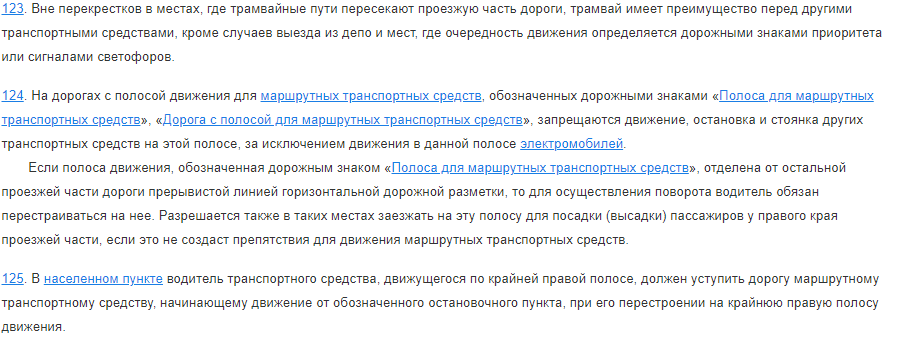 123. Вне перекрестков в местах, где трамвайные пути пересекают проезжую часть дороги, трамвай имеет преимущество перед другими
транспортными средствами, кроме случаев выезда из депо и мест, где очередность движения определяется дорожными знаками приоритета
или сигналами светофоров.
124. На дорогах с полосой движения для маршрутных транспортных средств, обозначенных дорожными знаками «Полоса для маршрутных
транспортных средств», «Дорога с полосой для маршрутных транспортных средств», запрещаются движение, остановка и стоянка других
транспортных средств на этой полосе, за исключением движения в данной полосе электромобилей.
Если полоса движения, обозначенная дорожным знаком «Полоса для маршрутных транспортных средств», отделена от остальной
проезжей части дороги прерывистой линией горизонтальной дорожной разметки, то для осуществления поворота водитель обязан
перестраиваться на нее. Разрешается также в таких местах заезжать на эту полосу для посадки (высадки) пассажиров у правого края
проезжей части, если это не создаст препятствия для движения маршрутных транспортных средств.
125. В населенном пункте водитель транспортного средства, движущегося по крайней правой полосе, должен уступить дорогу маршрутному
транспортному средству, начинающему движение от обозначенного остановочного пункта, при его перестроении на крайнюю правую полосу
движения.